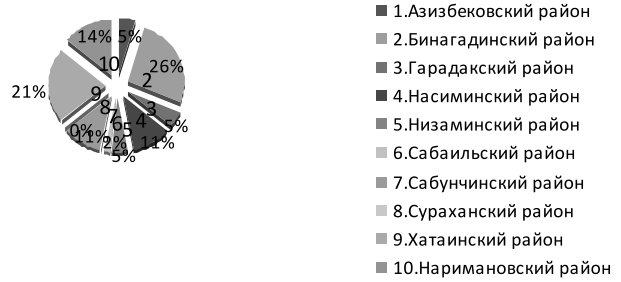 14% 5%
10
26%
2
21%
9
3
8 4
7 5%
6 5
0% 11% 11%
2%
5%
1.Азизбековский район
2.Бинагадинский район
3.Гарадакский район
4.Насиминский район
5.Низаминский район
6.Сабаильский район
7.Сабунчинский район
8.Сураханский район
9.Хатаинский район
10.Наримановский район